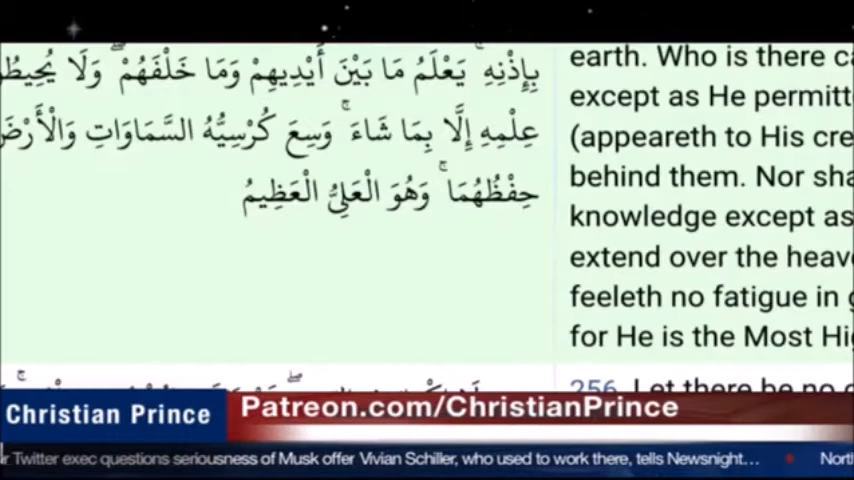 بِإِذْنِهِ ۚ يَعْلَمُ مَا بَيْنَ أَيْدِيهِمْ وَمَا خَلْفَهُمْ ۖ وَلَا يُحِيطُ
عِلْمِهِ إِلَّا بِمَا شَاءَ ۚ وَسِعَ كُرْسِيُّهُ السَّمَاوَاتِ وَالْأَرْضَ
حِفْظُهُمَا ۚ وَهُوَ الْعَلِيُّ الْعَظِيمُ
earth. Who is there ca
except as He permitte
(appeareth to His cre
behind them. Nor sha
knowledge except as
extend over the heave
feeleth no fatigue in g
for He is the Most Hig
256. Let there be no c
Christian Prince
Patreon.com/ChristianPrince
r Twitter exec questions seriousness of Musk offer Vivian Schiller, who used to work there, tells Newsnight... • North